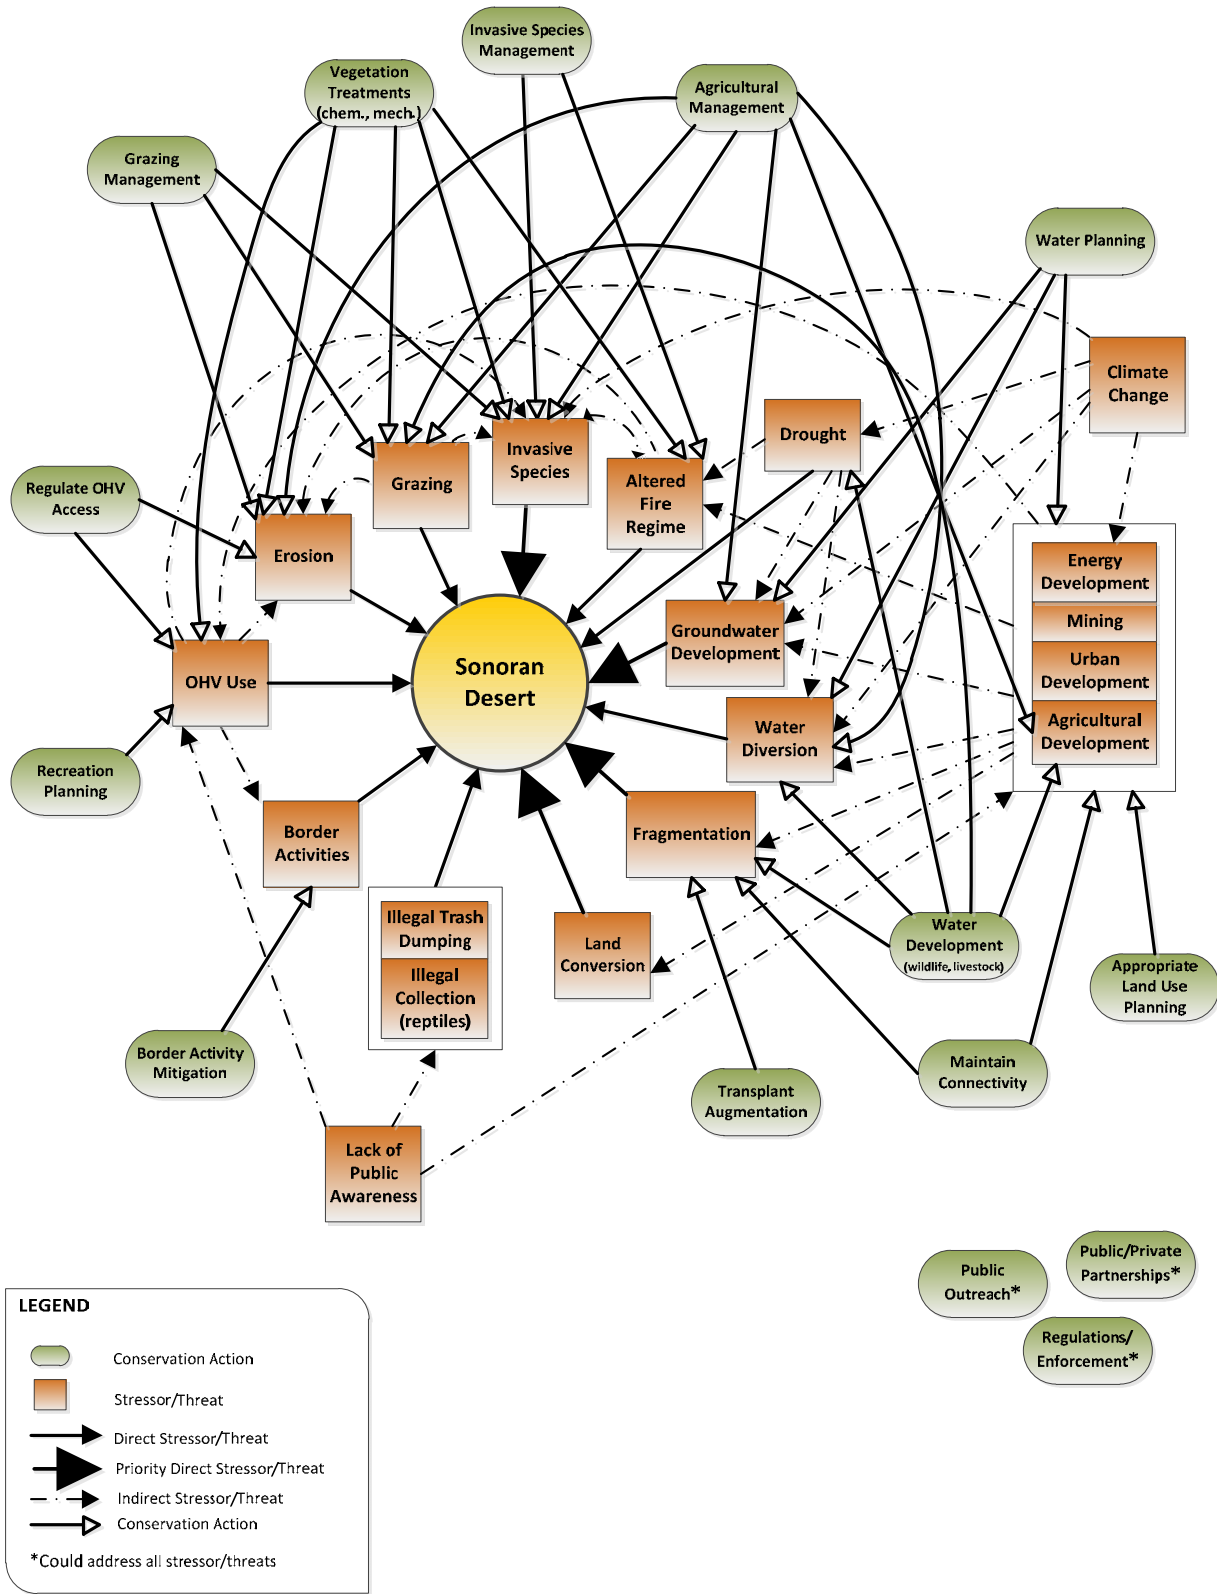 Invasive Species
Management
Vegetation
Treatments
(chem., mech.)
Agricultural
Management
Grazing
Management
Water Planning
Climate
Change
Drought
Invasive
Species
Grazing
Altered
Fire
Regime
Regulate OHV
Access
Erosion
Energy
Development
Mining
Urban
Development
Agricultural
Development
Groundwater
Development
Sonoran
Desert
OHV Use
Water
Diversion
Recreation
Planning
Border
Activities
Fragmentation
Illegal Trash
Dumping
Illegal
Collection
(reptiles)
Land
Conversion
Water
Development
(wildlife, livestock)
Appropriate
Land Use
Planning
Border Activity
Mitigation
Maintain
Connectivity
Transplant
Augmentation
Lack of
Public
Awareness
Public/Private
Partnerships*
Public
Outreach*
Regulations/
Enforcement*
LEGEND
Conservation Action
Stressor/Threat
Direct Stressor/Threat
Priority Direct Stressor/Threat
Indirect Stressor/Threat
Conservation Action
*Could address all stressor/threats